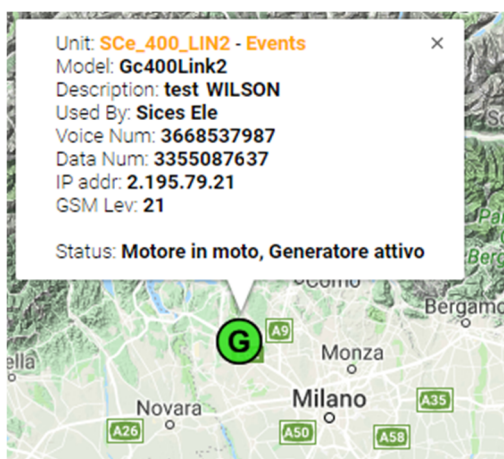 Unit: SCe_400_LIN2 - Events
Model: Gc400Link2
Description: test WILSON
Used By: Sices Ele
Voice Num: 3668537987
Data Num: 3355087637
IP addr: 2.195.79.21
GSM Lev: 21
Status: Motore in moto, Generatore attivo
Como
Bergamo
G
A9
Monza
Milano
A35
Novara
A26
A50
A58